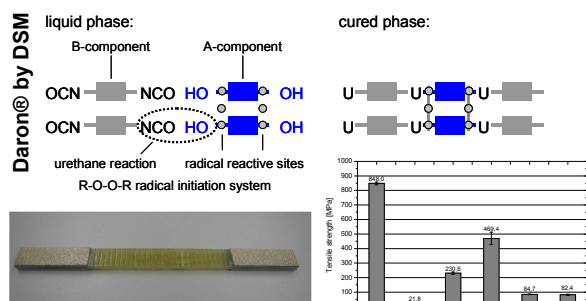 Daron® by DSM
liquid phase:
B-component
A-component
OCN
NCO
HO
OH
OCN
NCO
HO
OH
urethane reaction
radical reactive sites
R-O-O-R radical initiation system
cured phase:
U
U
U
U
U
U
Tensile strength [MPa]
1000
900
800
700
600
500
400
300
200
100
848,0
21.8
230,6
469,4
84,7
82,4